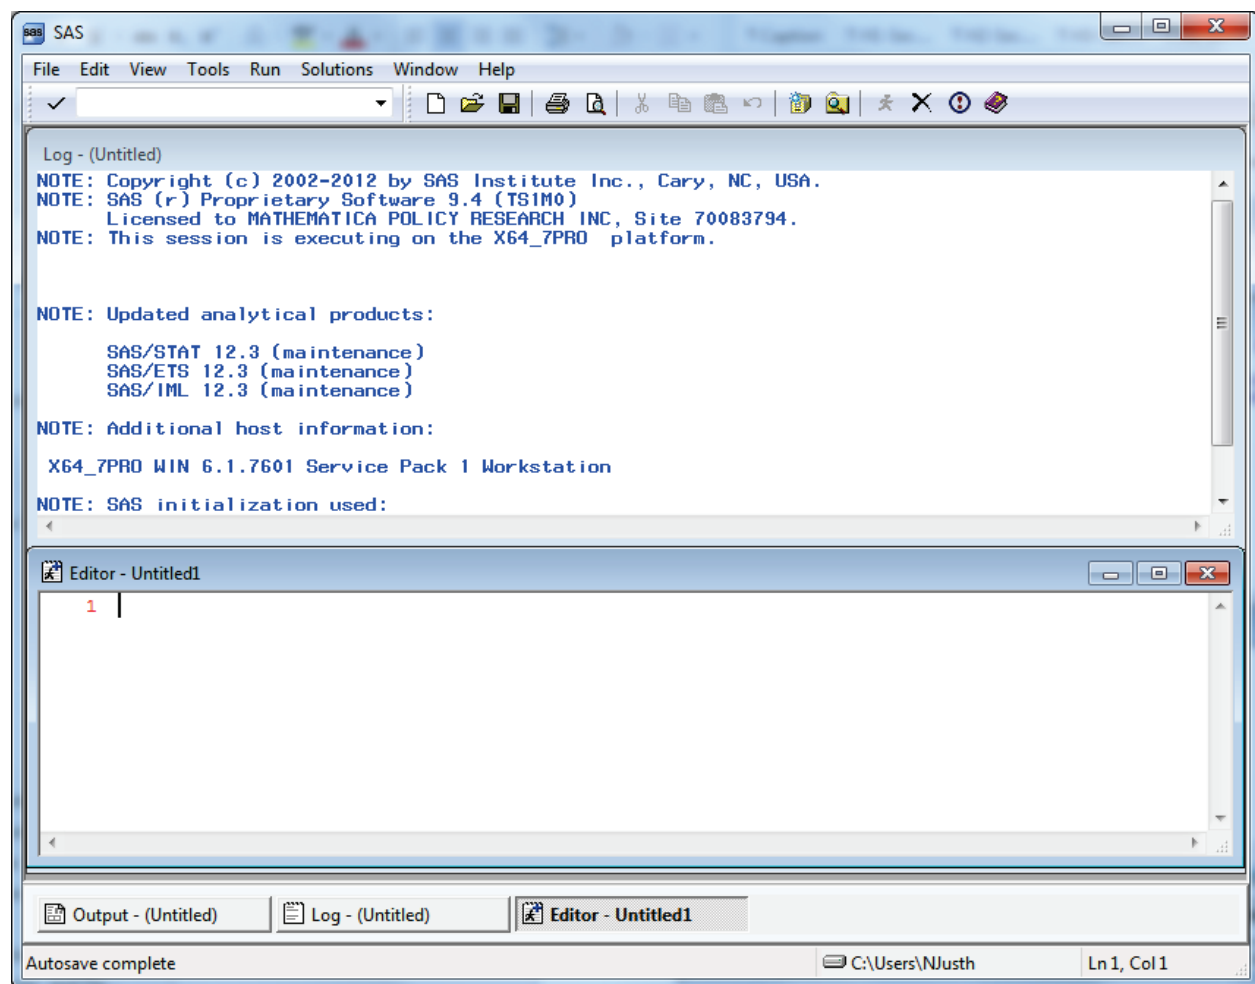 SAS
File Edit View Tools Run Solutions Window Help
Log - (Untitled)
NOTE: Copyright (c) 2002-2012 by SAS Institute Inc., Cary, NC, USA.
NOTE: SAS (r) Proprietary Software 9.4 (TS1M0)
Licensed to MATHEMATICA POLICY RESEARCH INC, Site 70083794.
NOTE: This session is executing on the X64_7PRO  platform.
NOTE: Updated analytical products:
SAS/STAT 12.3 (maintenance)
SAS/ETS 12.3 (maintenance)
SAS/IML 12.3 (maintenance)
NOTE: Additional host information:
X64_7PRO WIN 6.1.7601 Service Pack 1 Workstation
NOTE: SAS initialization used:
Editor - Untitled1
1
Output - (Untitled) Log - (Untitled) Editor - Untitled1
Autosave complete C:\Users\NJusth Ln 1, Col 1